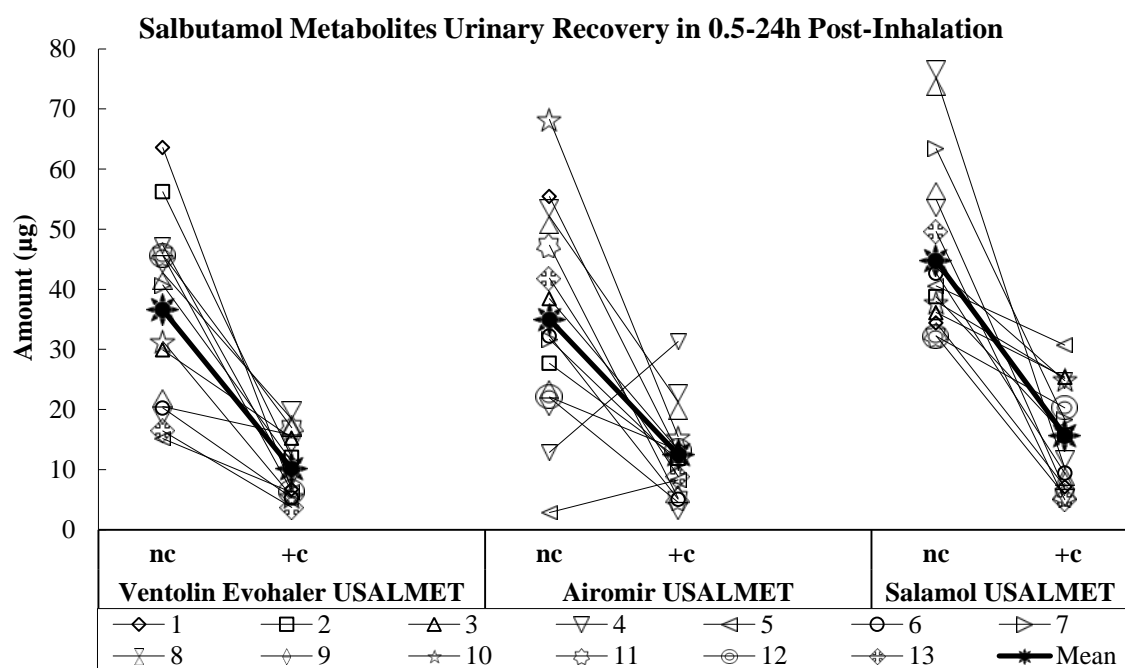 Salbutamol Metabolites Urinary Recovery in 0.5-24h Post-Inhalation
80
70
60
50
40
30
20
10
0
Amount (µg)
nc +c nc +c nc +c
Ventolin Evohaler USALMET Airomir USALMET Salamol USALMET
1 2 3 4 5 6 7
8 9 10 11 12 13 Mean